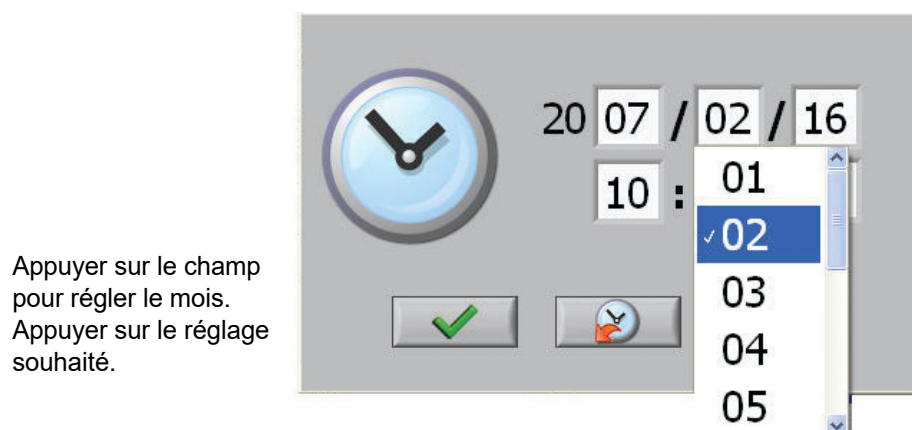 20 07 / 02 / 16
10 :
01
✓02
03
04
05
Appuyer sur le champ
pour régler le mois.
Appuyer sur le réglage
souhaité.